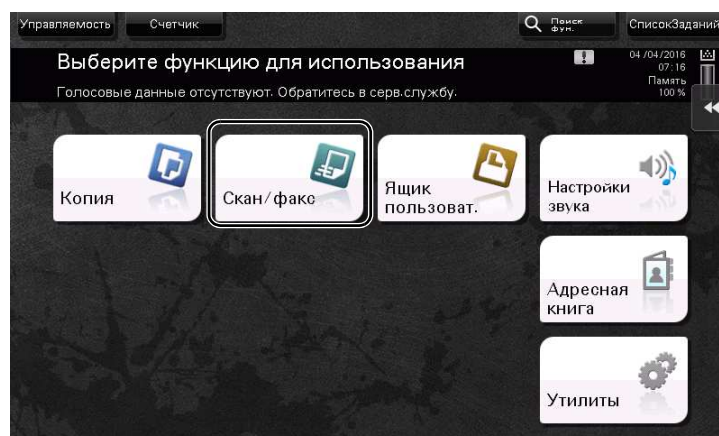 Управляемость
Счетчик
Поиск
фун.
СписокЗаданий
Выберите функцию для использования
04/04/2016
07:16
Память
100 %
Голосовые данные отсутствуют. Обратитесь в серв.службу.
Копия
Скан/факс
Ящик
пользоват.
Настройки
звука
Адресная
книга
Утилиты